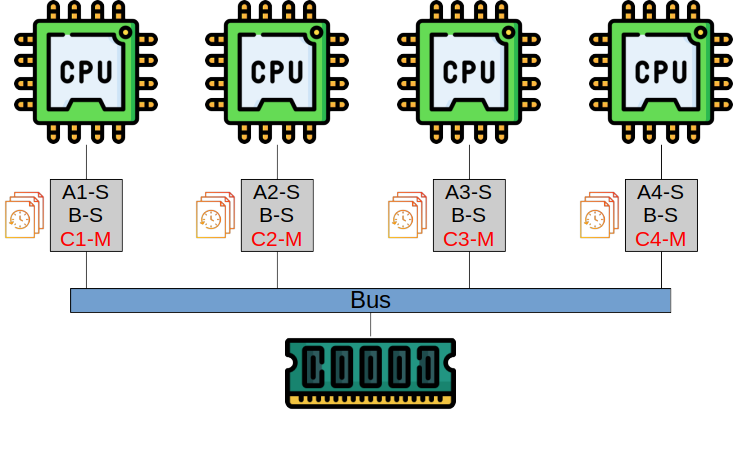 CPU
CPU
CPU
CPU
A1-S
B-S
C1-M
A2-S
B-S
C2-M
A3-S
B-S
C3-M
A4-S
B-S
C4-M
Bus